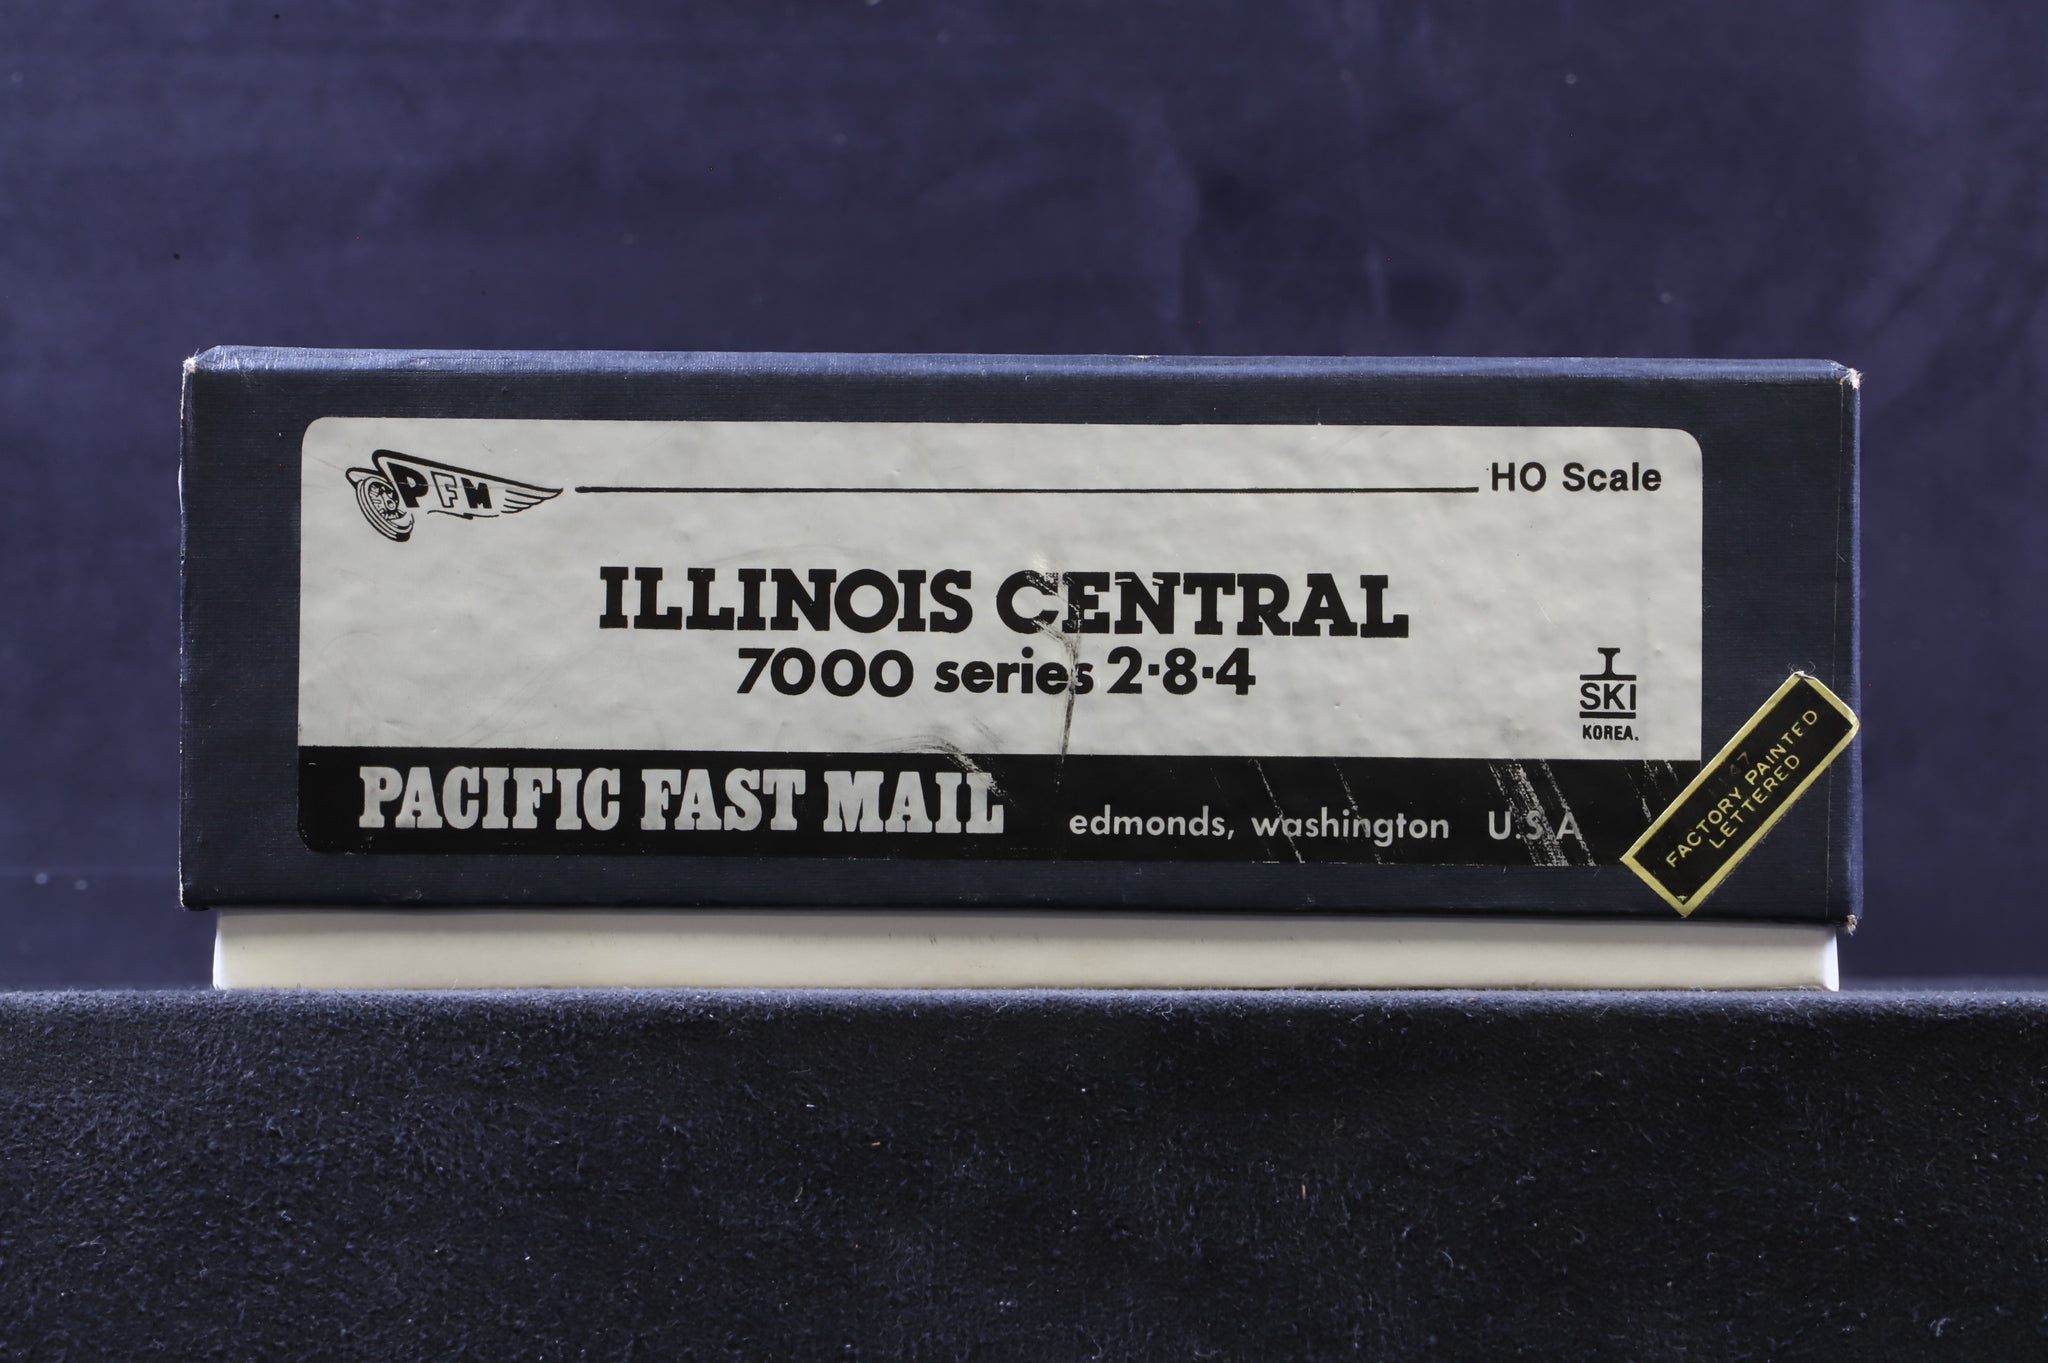 PFM
HO Scale
ILLINOIS CENTRAL
7000 series 2·8·4
SKI
KOREA.
PACIFIC FAST MAIL edmonds, washington U.S.A
FACTORY PAINTED
LETTERED